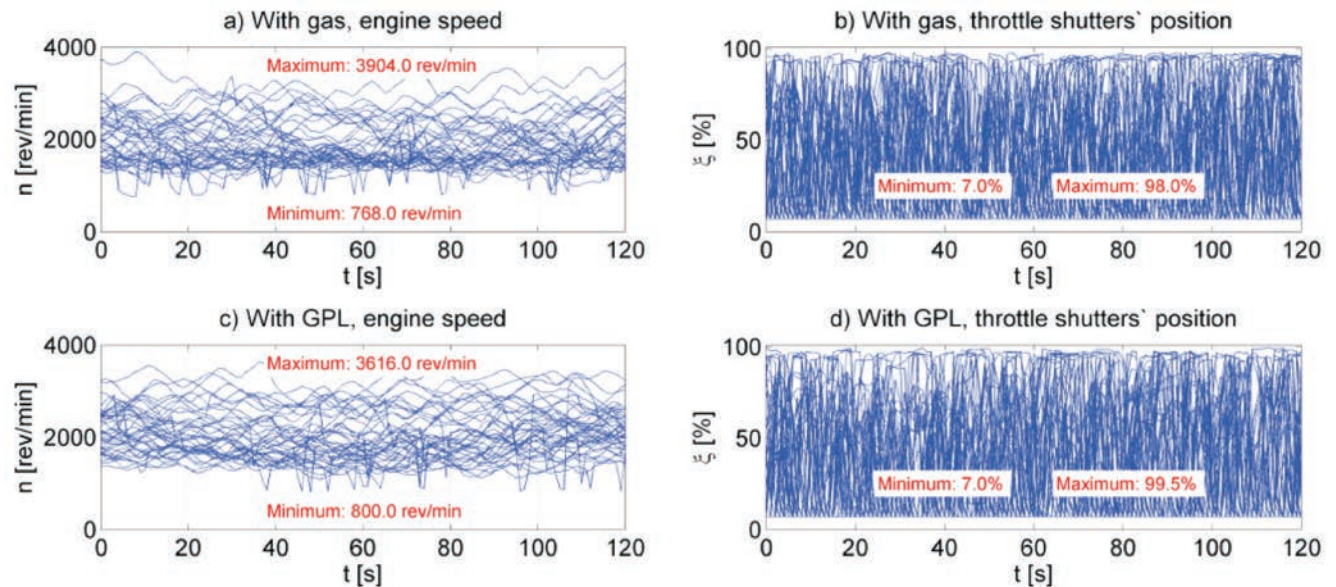 a) With gas, engine speed
4000
Maximum: 3904.0 rev/min
n [rev/min]
2000
Minimum: 768.0 rev/min
0
0 20 40 60 80 100 120
t [s]
b) With gas, throttle shutters` position
100
ξ [%]
50
Minimum: 7.0% Maximum: 98.0%
0
0 20 40 60 80 100 120
t [s]
c) With GPL, engine speed
4000
Maximum: 3616.0 rev/min
n [rev/min]
2000
Minimum: 800.0 rev/min
0
0 20 40 60 80 100 120
t [s]
d) With GPL, throttle shutters` position
100
ξ [%]
50
Minimum: 7.0% Maximum: 99.5%
0
0 20 40 60 80 100 120
t [s]